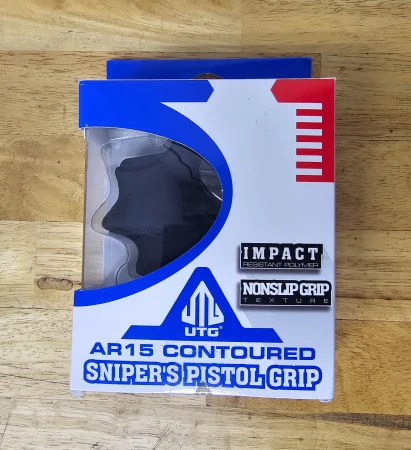 IMPACT
RESISTANT POLYMER
NONSLIP GRIP
TEXTURE
UTG®
AR15 CONTOURED
SNIPER'S PISTOL GRIP